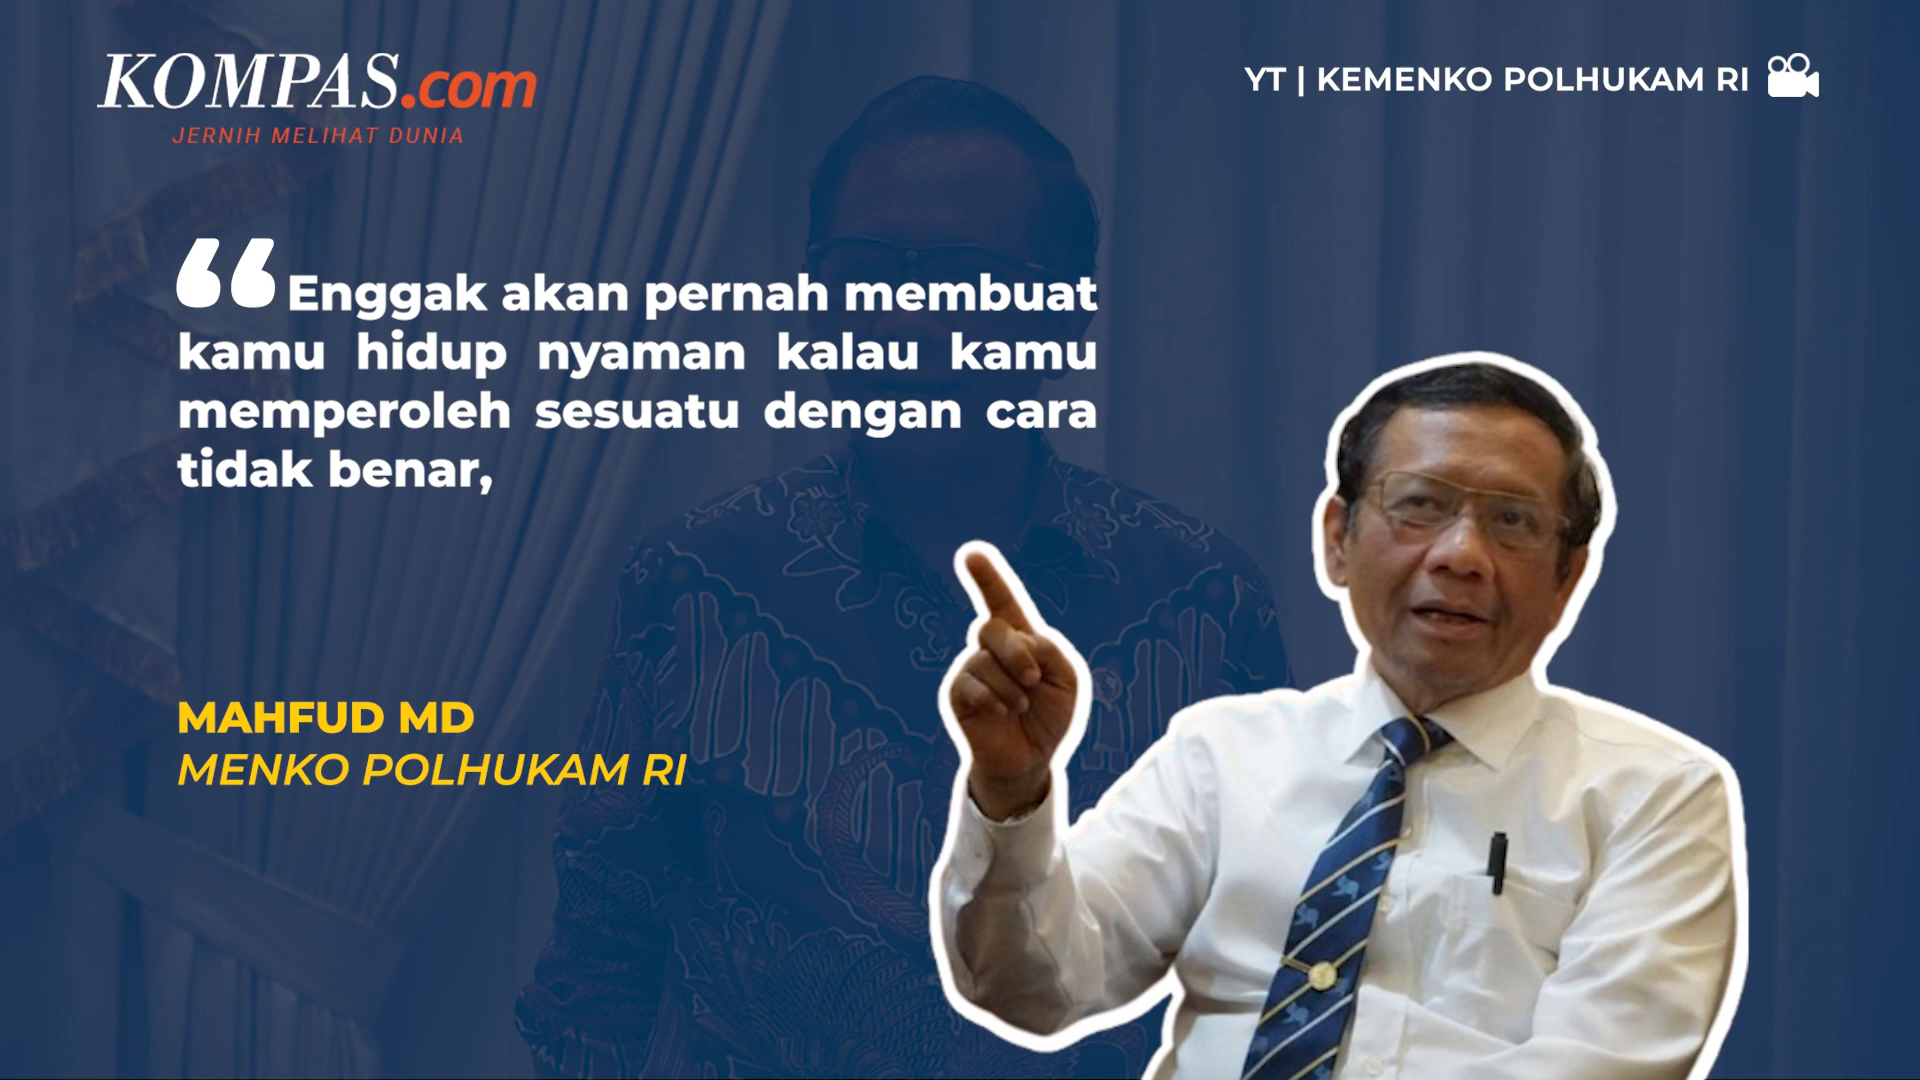 KOMPAS.com
JERNIH MELIHAT DUNIA
YT | KEMENKO POLHUKAM RI
“Enggak akan pernah membuat
kamu hidup nyaman kalau kamu
memperoleh sesuatu dengan cara
tidak benar,
MAHFUD MD
MENKO POLHUKAM RI